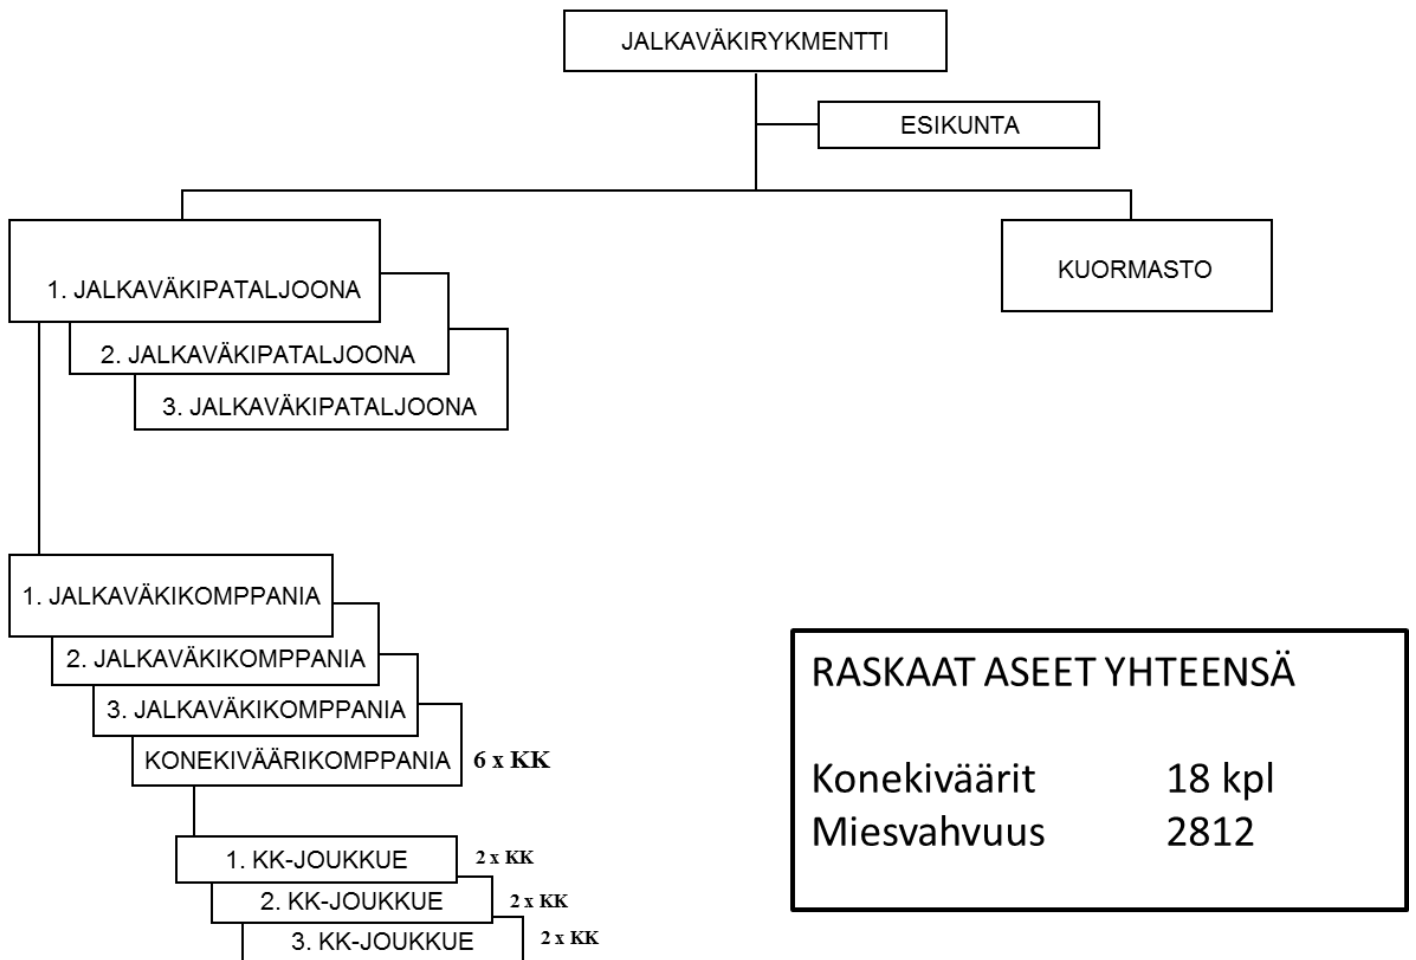 JALKAVÄKIRYKMENTTI
ESIKUNTA
1. JALKAVÄKIPATALJOONA
2. JALKAVÄKIPATALJOONA
3. JALKAVÄKIPATALJOONA
KUORMASTO
1. JALKAVÄKIKOMPPANIA
2. JALKAVÄKIKOMPPANIA
3. JALKAVÄKIKOMPPANIA
KONEKIVÄÄRIKOMPPANIA 6 x KK
1. KK-JOUKKUE 2 x KK
2. KK-JOUKKUE 2 x KK
3. KK-JOUKKUE 2 x KK
RASKAAT ASEET YHTEENSÄ
Konekiväärit 18 kpl
Miesvahvuus 2812